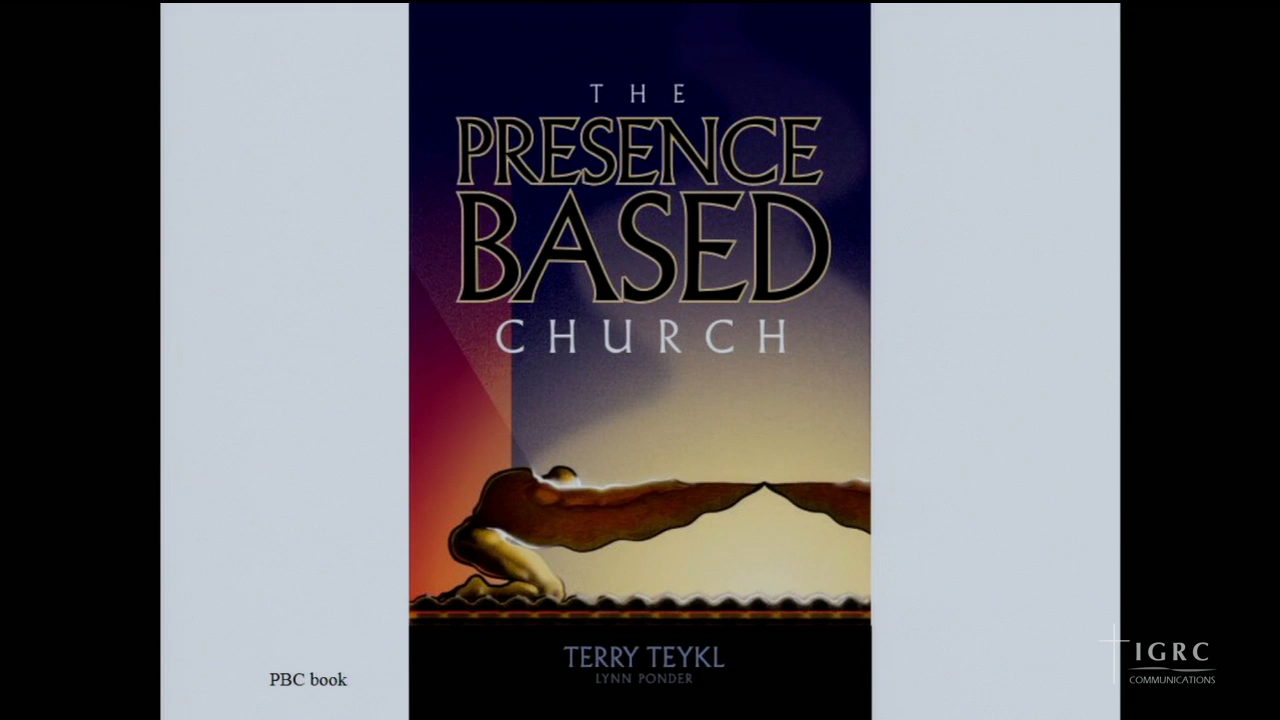 THE
PRESENCE
BASED
CHURCH
TERRY TEYKL
LYNN PONDER
PBC book
IGRC
COMMUNICATIONS